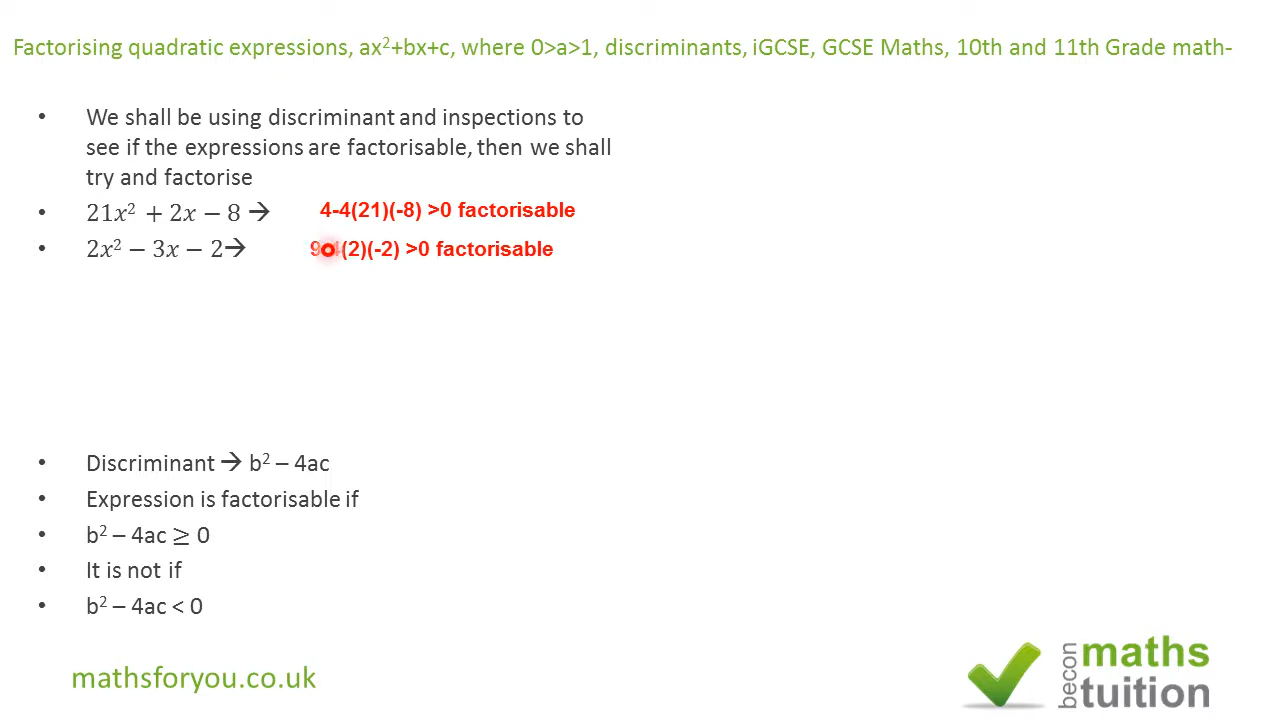 Factorising quadratic expressions, ax²+bx+c, where 0>a>1, discriminants, iGCSE, GCSE Maths, 10th and 11th Grade math-
• We shall be using discriminant and inspections to
see if the expressions are factorisable, then we shall
try and factorise
• 21x² + 2x − 8 → 4-4(21)(-8) >0 factorisable
• 2x² − 3x − 2→ 9-4(2)(-2) >0 factorisable
• Discriminant → b² – 4ac
• Expression is factorisable if
• b² – 4ac ≥ 0
• It is not if
• b² – 4ac < 0
mathsforyou.co.uk
becon
maths
tuition